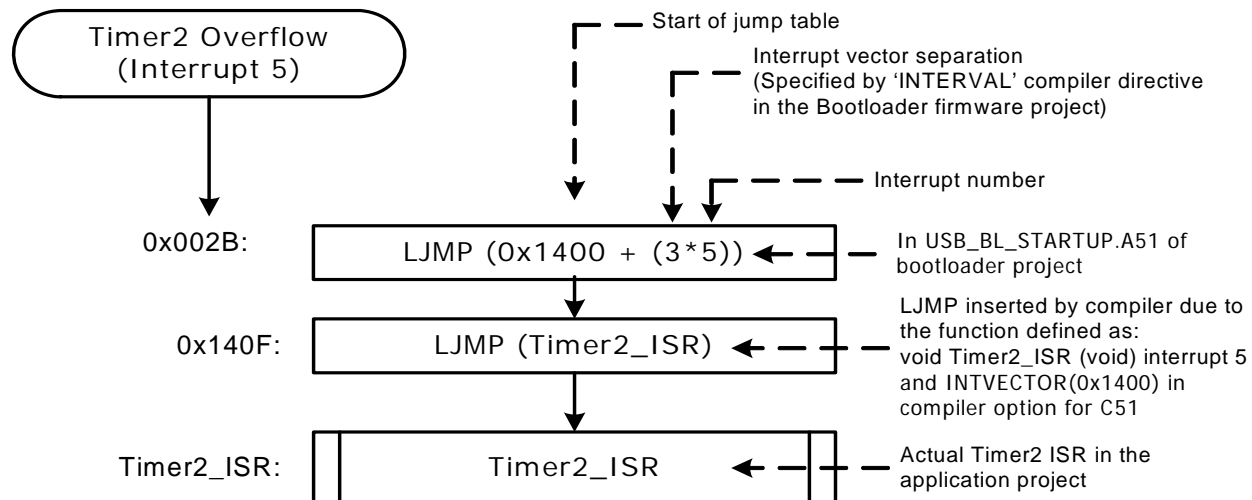 Timer2 Overflow
(Interrupt 5)
Start of jump table
Interrupt vector separation
(Specified by ‘INTERVAL’ compiler directive
in the Bootloader firmware project)
Interrupt number
0x002B:
LJMP (0x1400 + (3*5))
In USB_BL_STARTUP.A51 of
bootloader project
0x140F:
LJMP (Timer2_ISR)
LJMP inserted by compiler due to
the function defined as:
void Timer2_ISR (void) interrupt 5
and INTVECTOR(0x1400) in
compiler option for C51
Timer2_ISR:
Timer2_ISR
Actual Timer2 ISR in the
application project